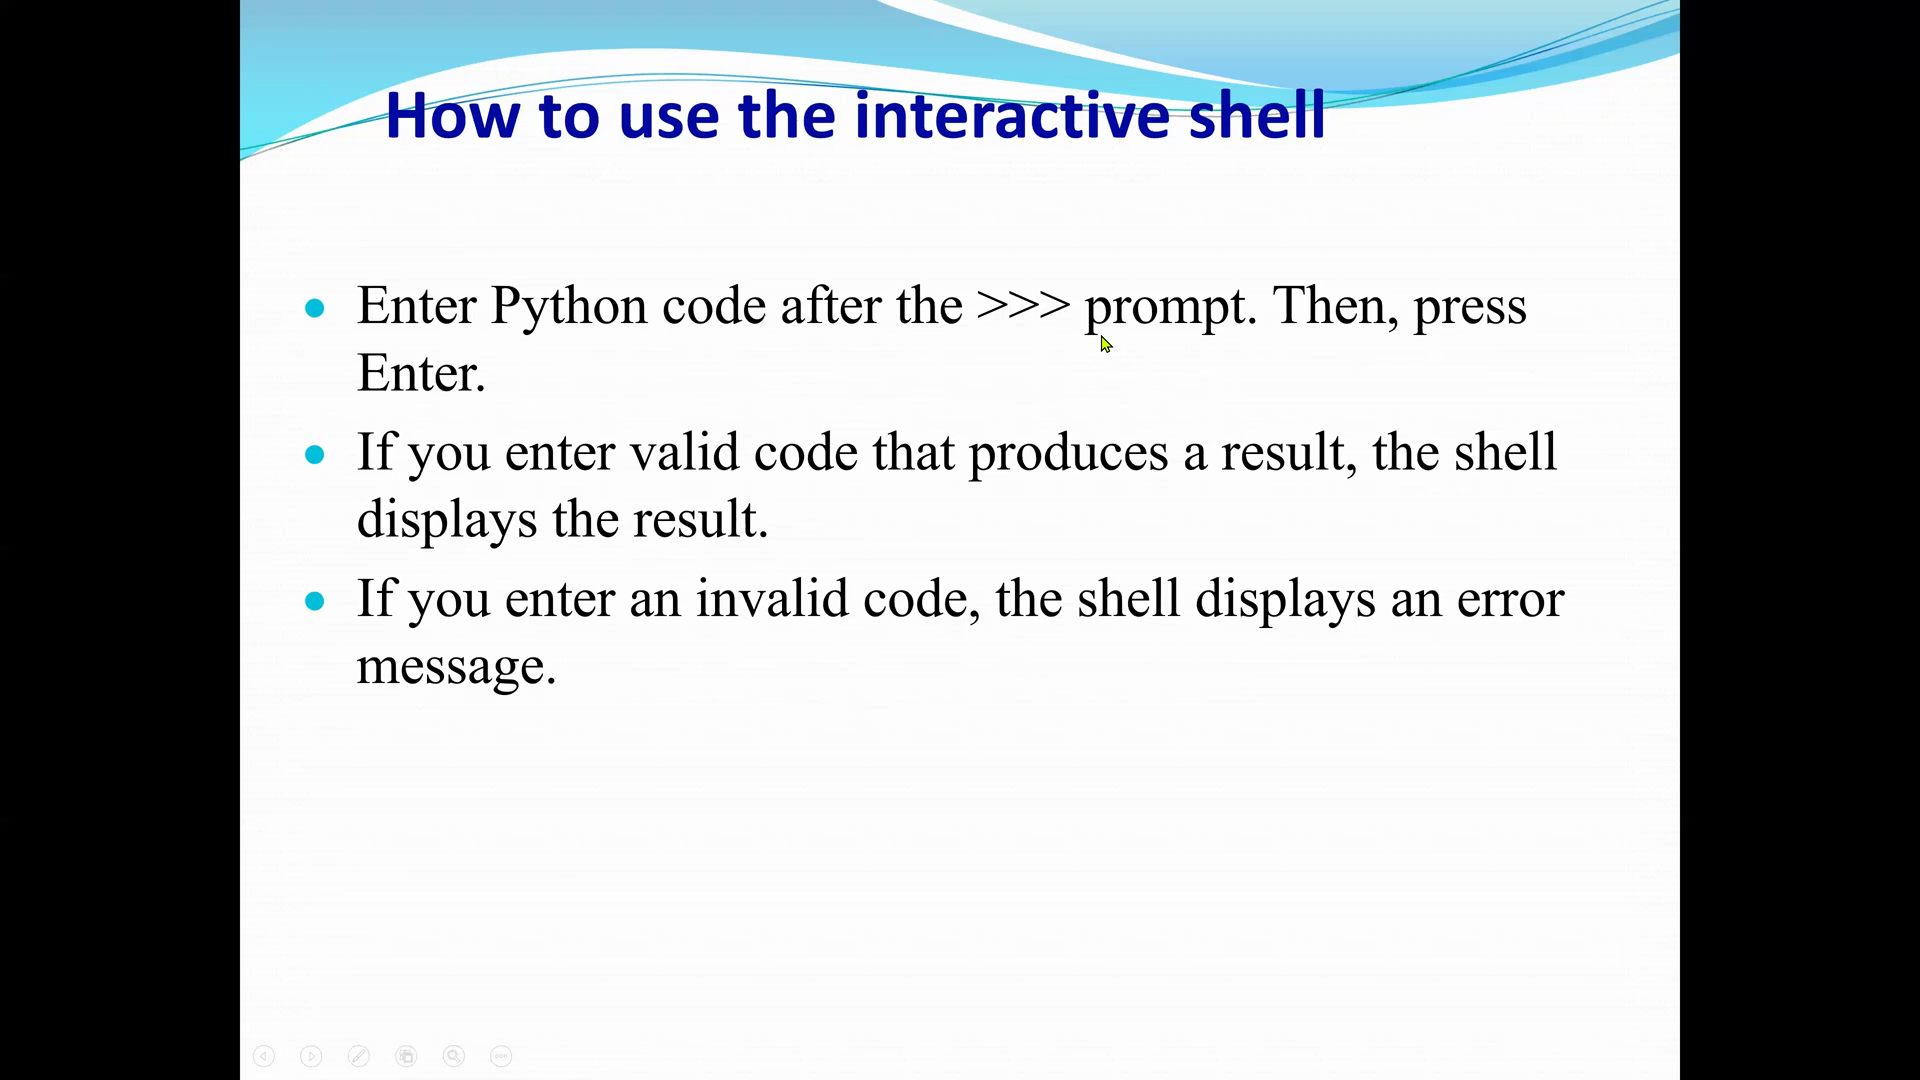 How to use the interactive shell
• Enter Python code after the >>> prompt. Then, press
Enter.
• If you enter valid code that produces a result, the shell
displays the result.
• If you enter an invalid code, the shell displays an error
message.